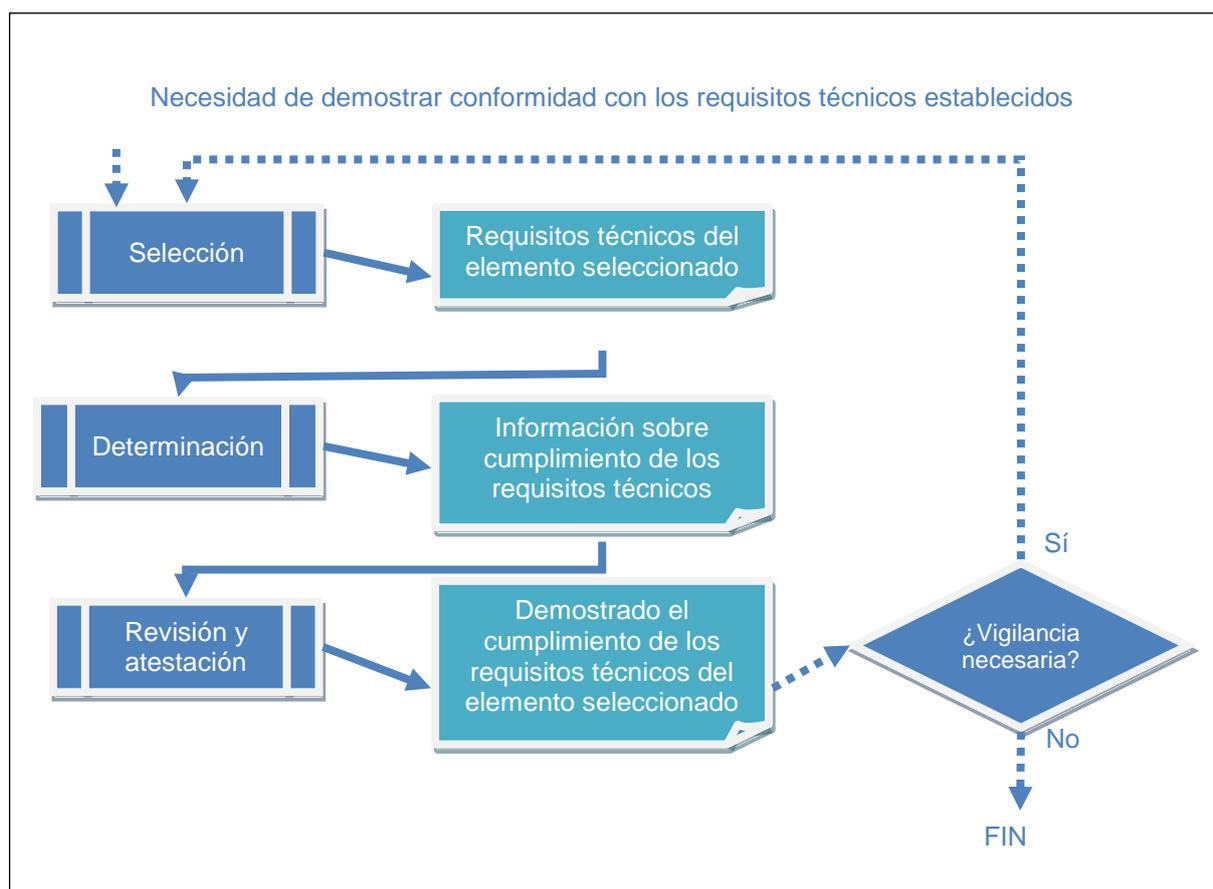 Necesidad de demostrar conformidad con los requisitos técnicos establecidos
Selección
Requisitos técnicos del
elemento seleccionado
Determinación
Información sobre
cumplimiento de los
requisitos técnicos
Sí
Revisión y
atestación
Demostrado el
cumplimiento de los
requisitos técnicos del
elemento seleccionado
¿Vigilancia
necesaria?
No
FIN